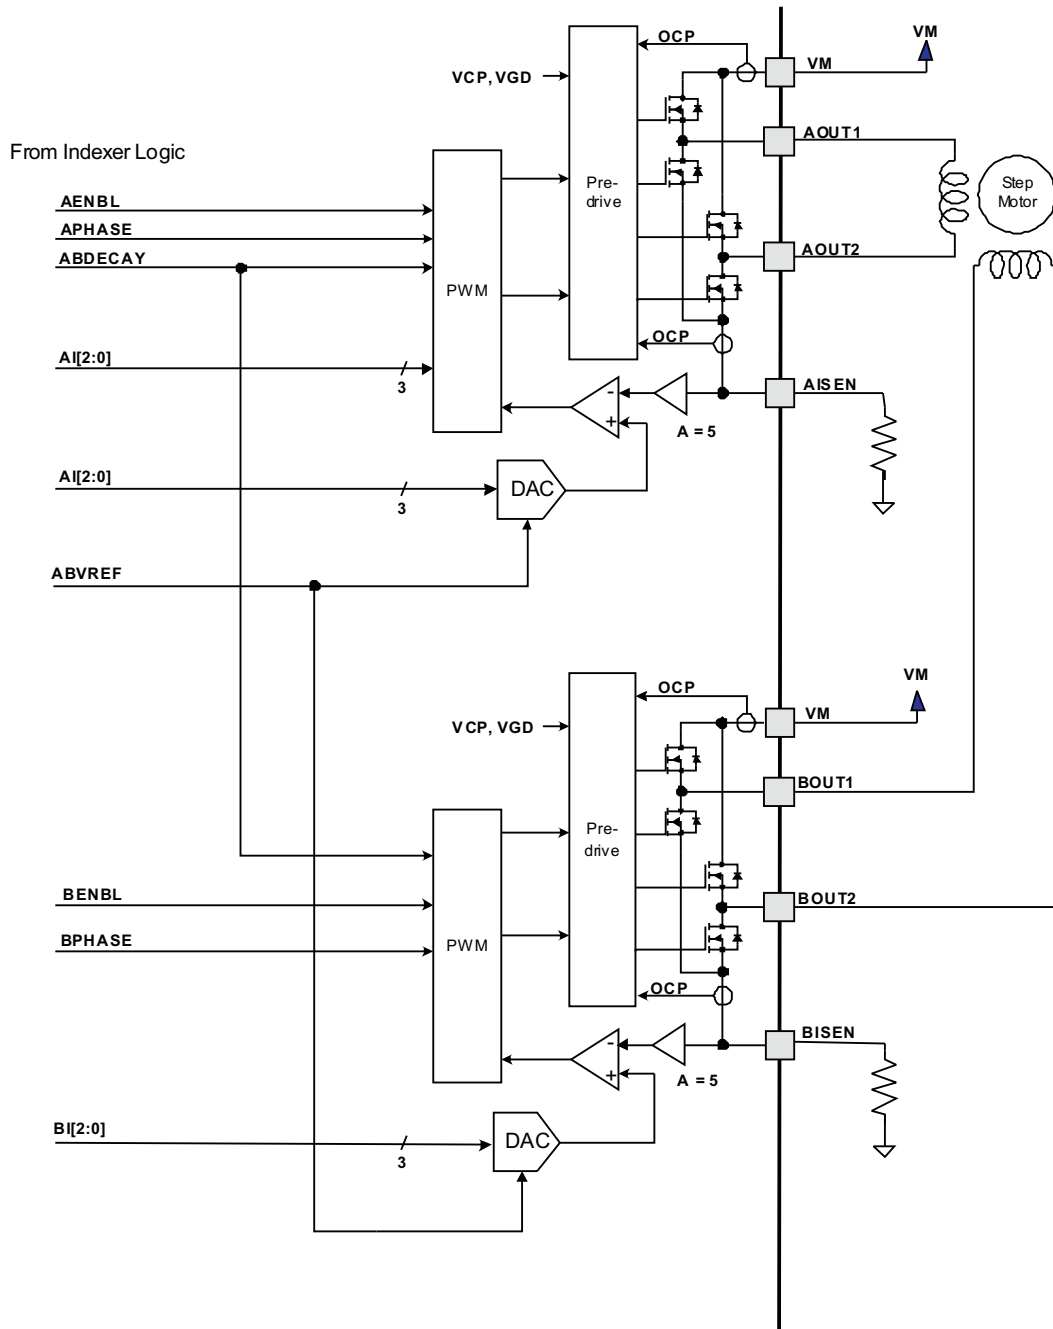 OCP
VM
VM
VCP, VGD
AOUT1
From Indexer Logic
Pre-
drive
Step
Motor
AENBL
APHASE
ABDECAY
AOUT2
PWM
OCP
AI[2:0]
3
AISEN
-
+
A = 5
AI[2:0]
3
DAC
ABVREF
OCP
VM
VM
VCP, VGD
BOUT1
Pre-
drive
BENBL
BOUT2
BPHASE
PWM
OCP
BISEN
-
+
A = 5
BI[2:0]
3
DAC